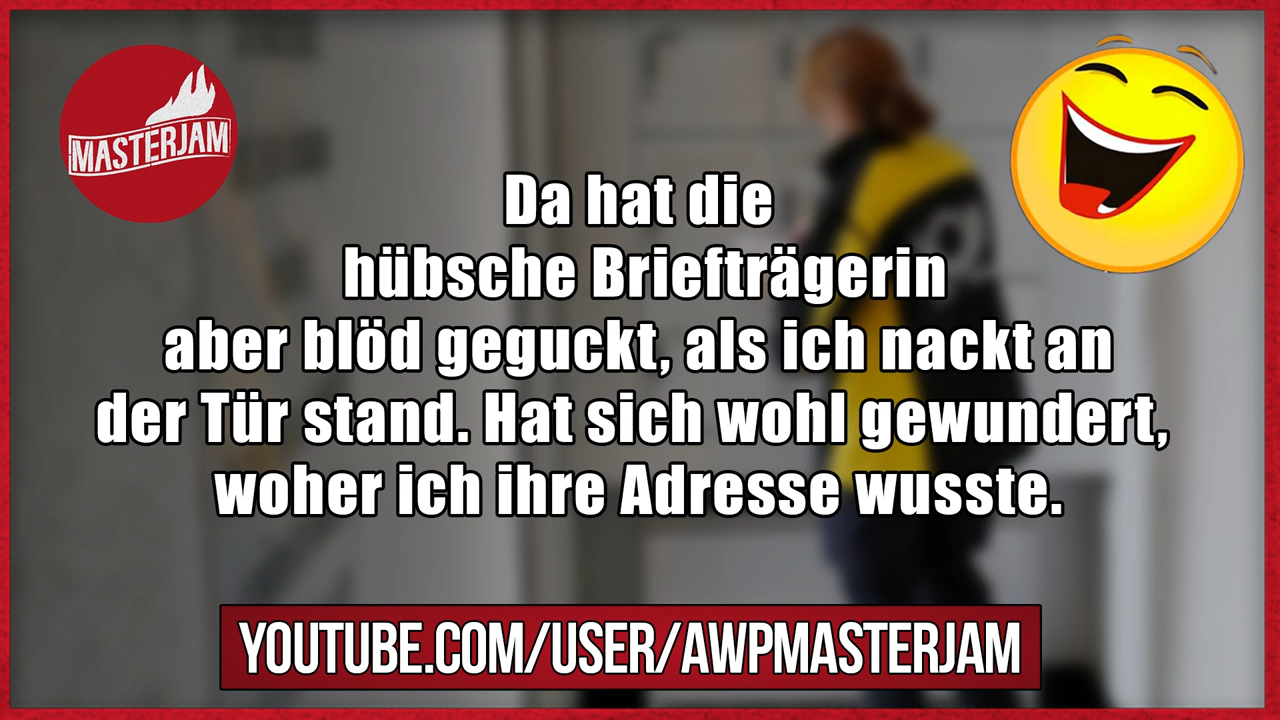 MASTERJAM
Da hat die
hübsche Briefträgerin
aber blöd geguckt, als ich nackt an
der Tür stand. Hat sich wohl gewundert,
woher ich ihre Adresse wusste.
YOUTUBE.COM/USER/AWPMASTERJAM